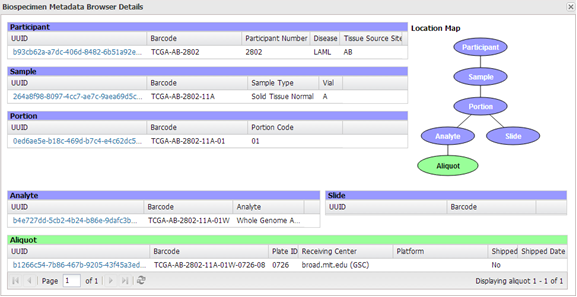 Biospecimen Metadata Browser Details
Participant
UUID Barcode Participant Number Disease Tissue Source Site
b93cb62a-a7dc-406d-8482-6b51a92e... TCGA-AB-2802 2802 LAML AB
Sample
UUID Barcode Sample Type Vial
264a8f98-8097-4cc7-ae7c-9aea69d5c... TCGA-AB-2802-11A Solid Tissue Normal A
Portion
UUID Barcode Portion Code
0ed6ae5e-b18c-469d-b7c4-e4c62dc5... TCGA-AB-2802-11A-01 01
Location Map
Participant
Sample
Portion
Analyte Slide
Aliquot
Analyte
UUID Barcode Analyte
b4e727dd-5cb2-4b24-b86e-9dafc3b... TCGA-AB-2802-11A-01W Whole Genome A...
Slide
UUID Barcode
Aliquot
UUID Barcode Plate ID Receiving Center Platform Shipped Shipped Date
b1266c54-7b86-467b-9205-43f45a3ed... TCGA-AB-2802-11A-01W-0726-08 0726 broad.mit.edu (GSC) No
Page 1 of 1 Displaying aliquot 1 - 1 of 1